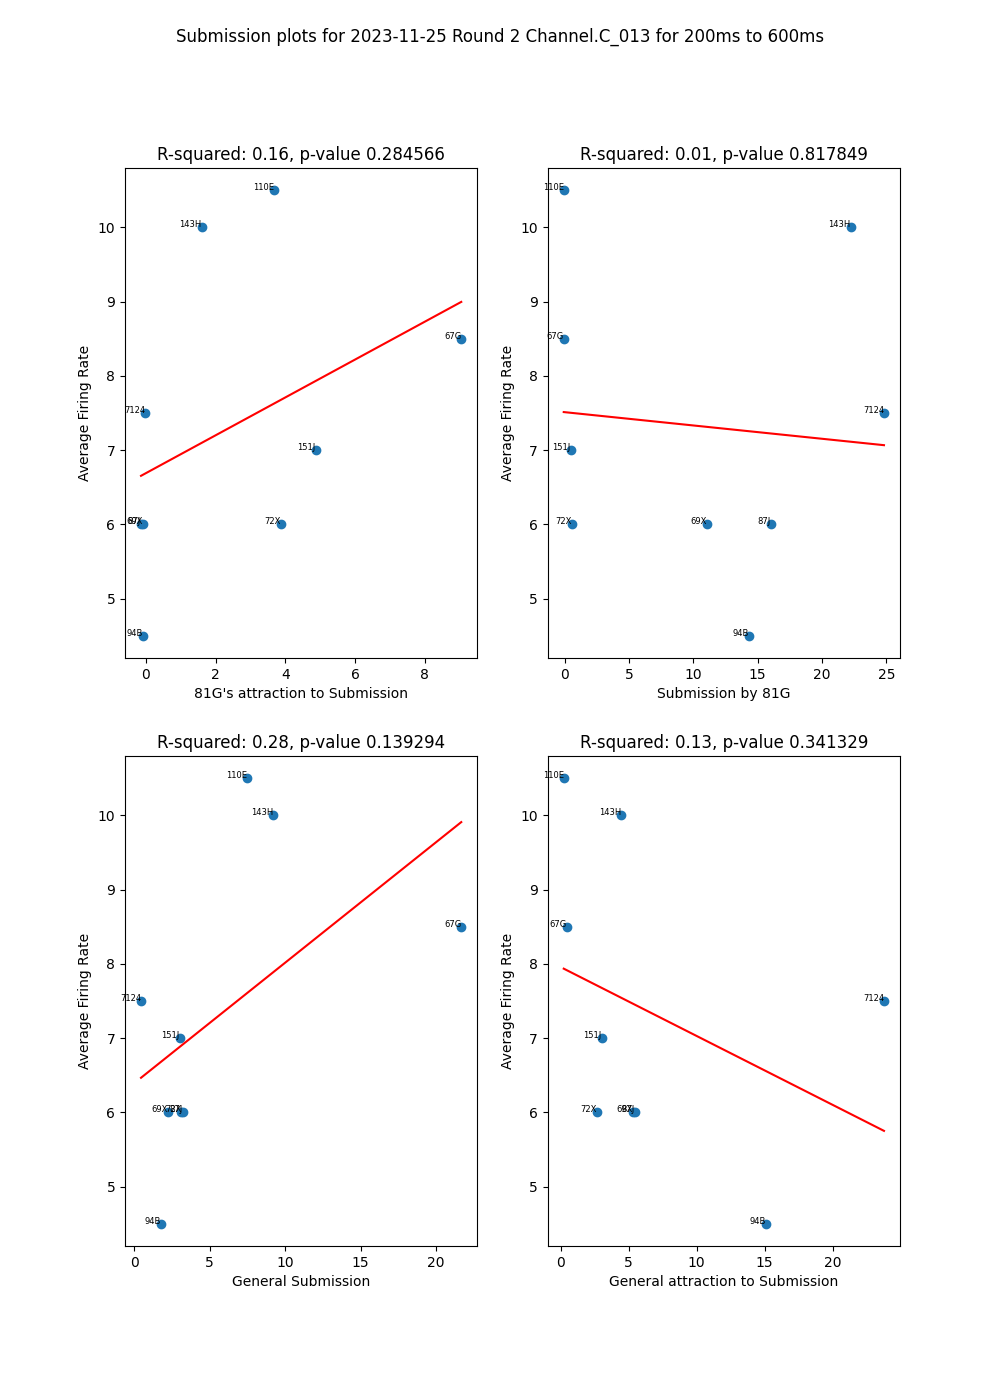 Submission plots for 2023-11-25 Round 2 Channel.C_013 for 200ms to 600ms
R-squared: 0.16, p-value 0.284566
110E
143H
67G
7124
151J
72X
94B
10
9
8
7
6
5
Average Firing Rate
0 2 4 6 8
81G's attraction to Submission
R-squared: 0.01, p-value 0.817849
110E
143H
67G
7124
151J
72X
69X
87J
94B
10
9
8
7
6
5
Average Firing Rate
0 5 10 15 20 25
Submission by 81G
R-squared: 0.28, p-value 0.139294
110E
143H
67G
7124
151J
69X
94B
10
9
8
7
6
5
Average Firing Rate
0 5 10 15 20
General Submission
R-squared: 0.13, p-value 0.341329
110E
143H
67G
7124
151J
72X
94B
10
9
8
7
6
5
Average Firing Rate
0 5 10 15 20
General attraction to Submission